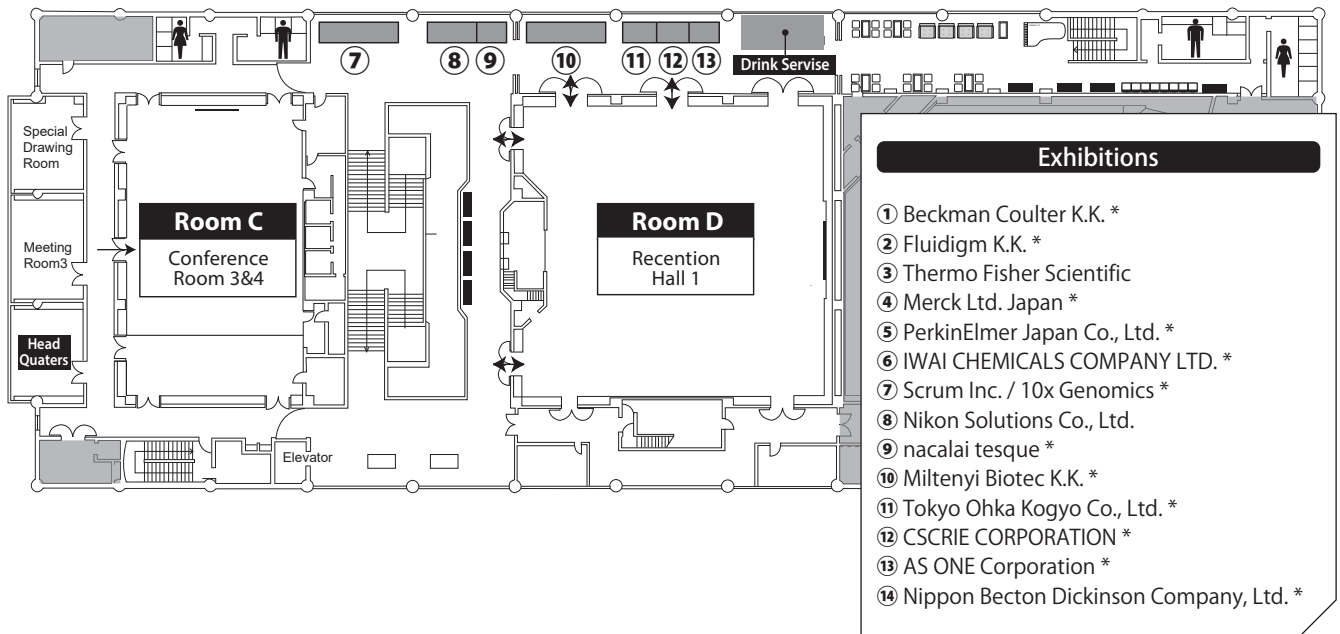 ⑦ ⑧ ⑨ ⑩ ⑪ ⑫ ⑬
Drink Servise
Special
Drawing
Room
Meeting
Room3
Head
Quaters
Room C
Conference
Room 3&4
Room D
Recention
Hall 1
Elevator
Exhibitions
① Beckman Coulter K.K. *
② Fluidigm K.K. *
③ Thermo Fisher Scientific
④ Merck Ltd. Japan *
⑤ PerkinElmer Japan Co., Ltd. *
⑥ IWAI CHEMICALS COMPANY LTD. *
⑦ Scrum Inc. / 10x Genomics *
⑧ Nikon Solutions Co., Ltd.
⑨ nacalai tesque *
⑩ Miltenyi Biotec K.K. *
⑪ Tokyo Ohka Kogyo Co., Ltd. *
⑫ CSCRIE CORPORATION *
⑬ AS ONE Corporation *
⑭ Nippon Becton Dickinson Company, Ltd. *